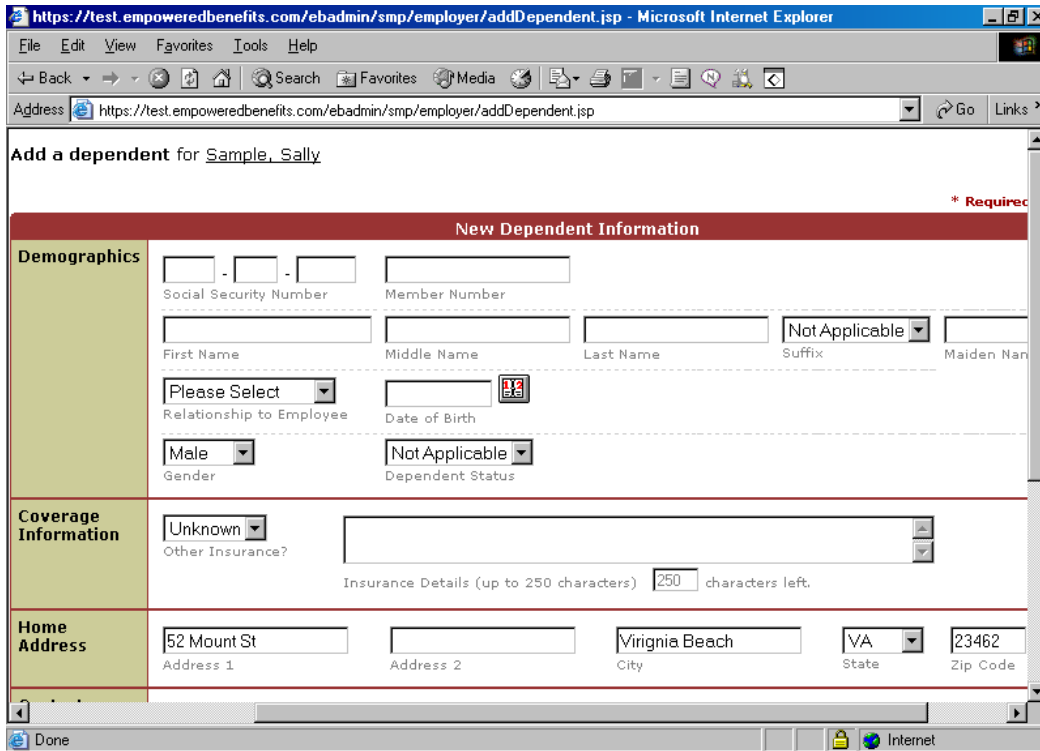 https://test.empoweredbenefits.com/ebadmin/smp/employer/addDependent.jsp - Microsoft Internet Explorer
File Edit View Favorites Tools Help
Back Search Favorites Media
Address https://test.empoweredbenefits.com/ebadmin/smp/employer/addDependent.jsp Go Links
Add a dependent for Sample, Sally
* Required
New Dependent Information
Demographics
- -
Social Security Number Member Number
Not Applicable
First Name Middle Name Last Name Suffix Maiden Nan
Please Select 12
Relationship to Employee Date of Birth
Male Not Applicable
Gender Dependent Status
Coverage Information
Unknown
Other Insurance?
Insurance Details (up to 250 characters) 250 characters left.
Home Address
52 Mount St Virignia Beach VA 23462
Address 1 Address 2 City State Zip Code
Done Internet